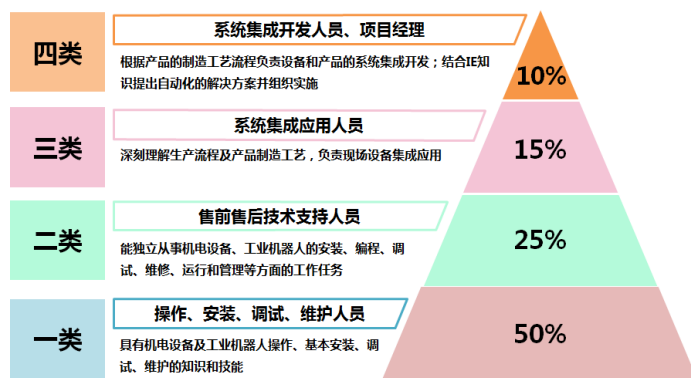 四类
系统集成开发人员、项目经理
根据产品的制造工艺流程负责设备和产品的系统集成开发；结合IE知
识提出自动化的解决方案并组织实施
10%
三类
系统集成应用人员
深刻理解生产流程及产品制造工艺，负责现场设备集成应用
15%
二类
售前售后技术支持人员
能独立从事机电设备、工业机器人的安装、编程、调
试、维修、运行和管理等方面的工作任务
25%
一类
操作、安装、调试、维护人员
具有机电设备及工业机器人操作、基本安装、调
试、维护的知识和技能
50%